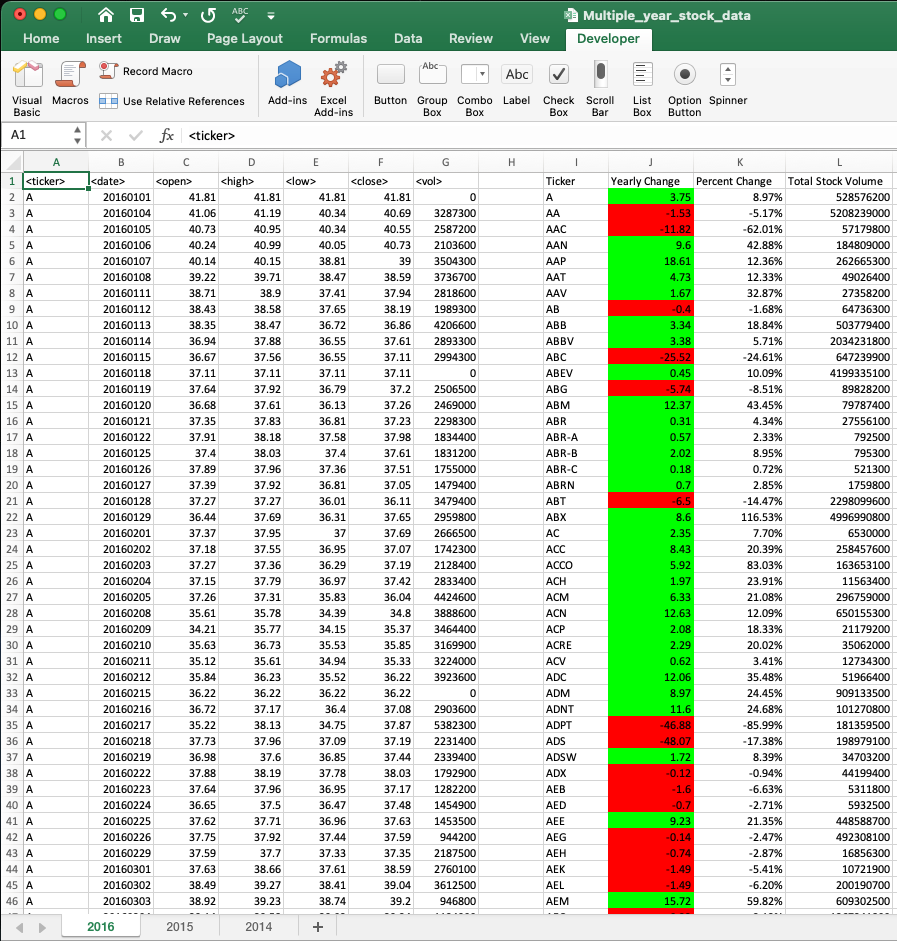 ABC
Multiple_year_stock_data
Home Insert Draw Page Layout Formulas Data Review View Developer
Visual Basic Macros Record Macro Use Relative References Add-ins Excel Add-ins Button Abc Group Box Combo Box Abc Label Check Box Scroll Bar List Box Option Button Spinner
A1 fx <ticker>
A B C D E F G H I J K L
1 <ticker> <date> <open> <high> <low> <close> <vol> Ticker Yearly Change Percent Change Total Stock Volume
2 A 20160101 41.81 41.81 41.81 41.81 0 A 3.75 8.97% 528576200
3 A 20160104 41.06 41.19 40.34 40.69 3287300 AA -1.53 -5.17% 5208239000
4 A 20160105 40.73 40.95 40.34 40.55 2587200 AAC -11.82 -62.01% 57179800
5 A 20160106 40.24 40.99 40.05 40.73 2103600 AAN 9.6 42.88% 184809000
6 A 20160107 40.14 40.15 38.81 39 3504300 AAP 18.61 12.36% 262665300
7 A 20160108 39.22 39.71 38.47 38.59 3736700 AAT 4.73 12.33% 49026400
8 A 20160111 38.71 38.9 37.41 37.94 2818600 AAV 1.67 32.87% 27358200
9 A 20160112 38.43 38.58 37.65 38.19 1989300 AB -0.4 -1.68% 64736300
10 A 20160113 38.35 38.47 36.72 36.86 4206600 ABB 3.34 18.84% 503779400
11 A 20160114 36.94 37.88 36.55 37.61 2893300 ABBV 3.38 5.71% 2034231800
12 A 20160115 36.67 37.56 36.55 37.11 2994300 ABC -25.52 -24.61% 647239900
13 A 20160118 37.11 37.11 37.11 37.11 0 ABEV 0.45 10.09% 4199335100
14 A 20160119 37.64 37.92 36.79 37.2 2506500 ABG -5.74 -8.51% 89828200
15 A 20160120 36.68 37.61 36.13 37.26 2469000 ABM 12.37 43.45% 79787400
16 A 20160121 37.35 37.83 36.81 37.23 2298300 ABR 0.31 4.34% 27556100
17 A 20160122 37.91 38.18 37.58 37.98 1834400 ABR-A 0.57 2.33% 792500
18 A 20160125 37.4 38.03 37.4 37.61 1831200 ABR-B 2.02 8.95% 795300
19 A 20160126 37.89 37.96 37.36 37.51 1755000 ABR-C 0.18 0.72% 521300
20 A 20160127 37.39 37.92 36.81 37.05 1479400 ABRN 0.7 2.85% 1759800
21 A 20160128 37.27 37.27 36.01 36.11 3479400 ABT -6.5 -14.47% 2298099600
22 A 20160129 36.44 37.69 36.31 37.65 2959800 ABX 8.6 116.53% 4996990800
23 A 20160201 37.37 37.95 37 37.69 2666500 AC 2.35 7.70% 6530000
24 A 20160202 37.18 37.55 36.95 37.07 1742300 ACC 8.43 20.39% 258457600
25 A 20160203 37.27 37.36 36.29 37.19 2128400 ACCO 5.92 83.03% 163653100
26 A 20160204 37.15 37.79 36.97 37.42 2833400 ACH 1.97 23.91% 11563400
27 A 20160205 37.26 37.31 35.83 36.04 4424600 ACM 6.33 21.08% 296759000
28 A 20160208 35.61 35.78 34.39 34.8 3888600 ACN 12.63 12.09% 650155300
29 A 20160209 34.21 35.77 34.15 35.37 3464400 ACP 2.08 18.33% 21179200
30 A 20160210 35.63 36.73 35.53 35.85 3169900 ACRE 2.29 20.02% 35062000
31 A 20160211 35.12 35.61 34.94 35.33 3224000 ACV 0.62 3.41% 12734300
32 A 20160212 35.84 36.23 35.52 36.22 3923600 ADC 12.06 35.48% 51966400
33 A 20160215 36.22 36.22 36.22 36.22 0 ADM 8.97 24.45% 909133500
34 A 20160216 36.72 37.17 36.4 37.08 2903600 ADNT 11.6 24.68% 101270800
35 A 20160217 35.22 38.13 34.75 37.87 5382300 ADPT -46.88 -85.99% 181359500
36 A 20160218 37.73 37.96 37.09 37.19 2231400 ADS -48.07 -17.38% 198979100
37 A 20160219 36.98 37.6 36.85 37.44 2339400 ADSW 1.72 8.39% 34703200
38 A 20160222 37.88 38.19 37.78 38.03 1792900 ADX -0.12 -0.94% 44199400
39 A 20160223 37.64 37.96 36.95 37.17 1282200 AEB -1.6 -6.63% 5311800
40 A 20160224 36.65 37.5 36.47 37.48 1454900 AED -0.7 -2.71% 5932500
41 A 20160225 37.62 37.71 36.96 37.63 1453500 AEE 9.23 21.35% 448588700
42 A 20160226 37.75 37.92 37.44 37.59 944200 AEG -0.14 -2.47% 492308100
43 A 20160229 37.59 37.7 37.33 37.35 2187500 AEH -0.74 -2.87% 16856300
44 A 20160301 37.63 38.66 37.61 38.59 2760100 AEK -1.49 -5.41% 10721900
45 A 20160302 38.49 39.27 38.41 39.04 3612500 AEL -1.49 -6.20% 200190700
46 A 20160303 38.92 39.23 38.74 39.2 946800 AEM 15.72 59.82% 609302500
2016 2015 2014